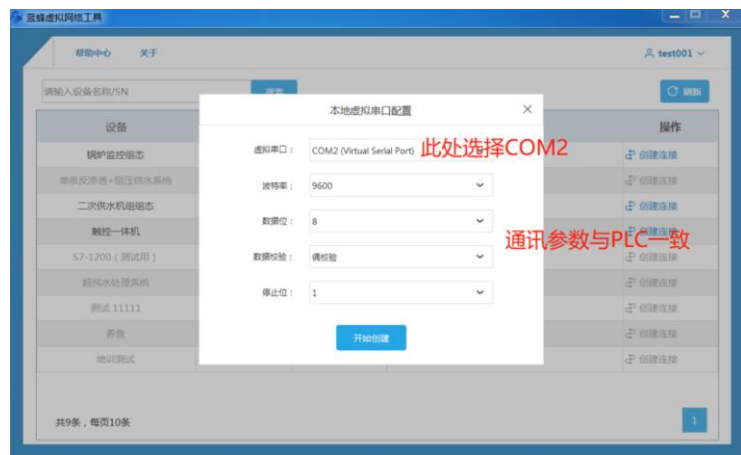 蓝蜂虚拟网络工具
帮助中心 关于 test001
请输入设备名称/SN 搜索 刷新
本地虚拟串口配置
设备 操作
虚拟串口： COM2 (Virtual Serial Port) 此处选择COM2
锅炉监控组态 创建连接
单级反渗透+恒压供水系统 创建连接
波特率： 9600
二次供水机组组态 创建连接
数据位： 8
触控一体机 创建连接
通讯参数与PLC一致
S7-1200（测试用） 创建连接
数据校验： 偶校验
超纯水处理系统 创建连接
停止位： 1
测试 11111 创建连接
开始创建
养鱼 创建连接
培训测试 创建连接
共9条，每页10条 1